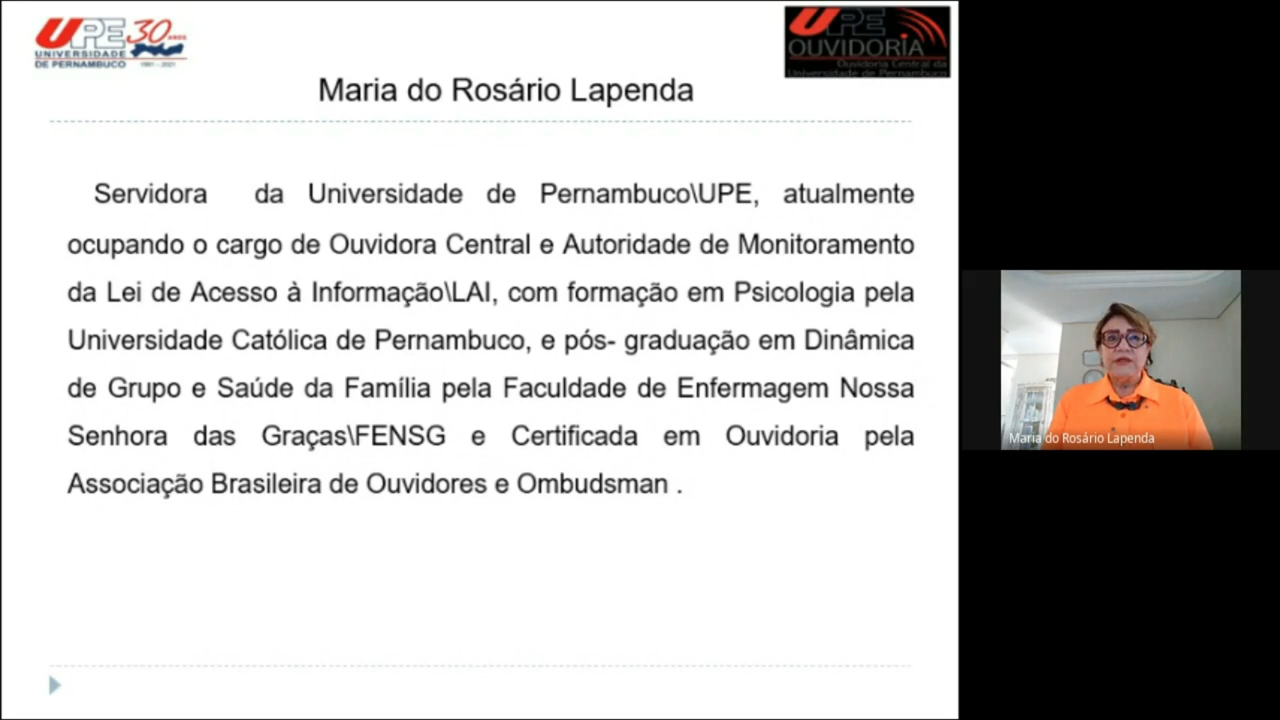 UPE 30 ANOS
UNIVERSIDADE
DE PERNAMBUCO 1991 - 2021
UPE
OUVIDORIA
Ouvidoria Central da
Universidade de Pernambuco
Maria do Rosário Lapenda
Servidora da Universidade de Pernambuco\UPE, atualmente
ocupando o cargo de Ouvidora Central e Autoridade de Monitoramento
da Lei de Acesso à Informação\LAI, com formação em Psicologia pela
Universidade Católica de Pernambuco, e pós- graduação em Dinâmica
de Grupo e Saúde da Família pela Faculdade de Enfermagem Nossa
Senhora das Graças\FENSG e Certificada em Ouvidoria pela
Associação Brasileira de Ouvidores e Ombudsman .
Maria do Rosário Lapenda